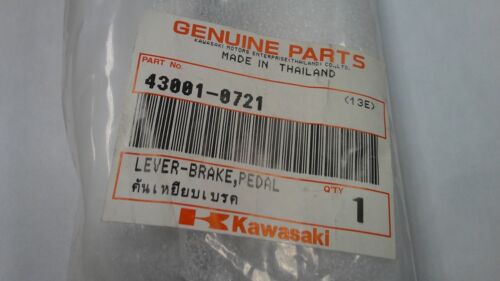 GENUINE PARTS
KAWASAKI MOTORS ENTERPRISE(THAILAND) CO.,LTD.
MADE IN THAILAND
PART No.
43001-0721 (13E)
LEVER-BRAKE,PEDAL
คันเหยียบเบรค
Q'TY
1
Kawasaki